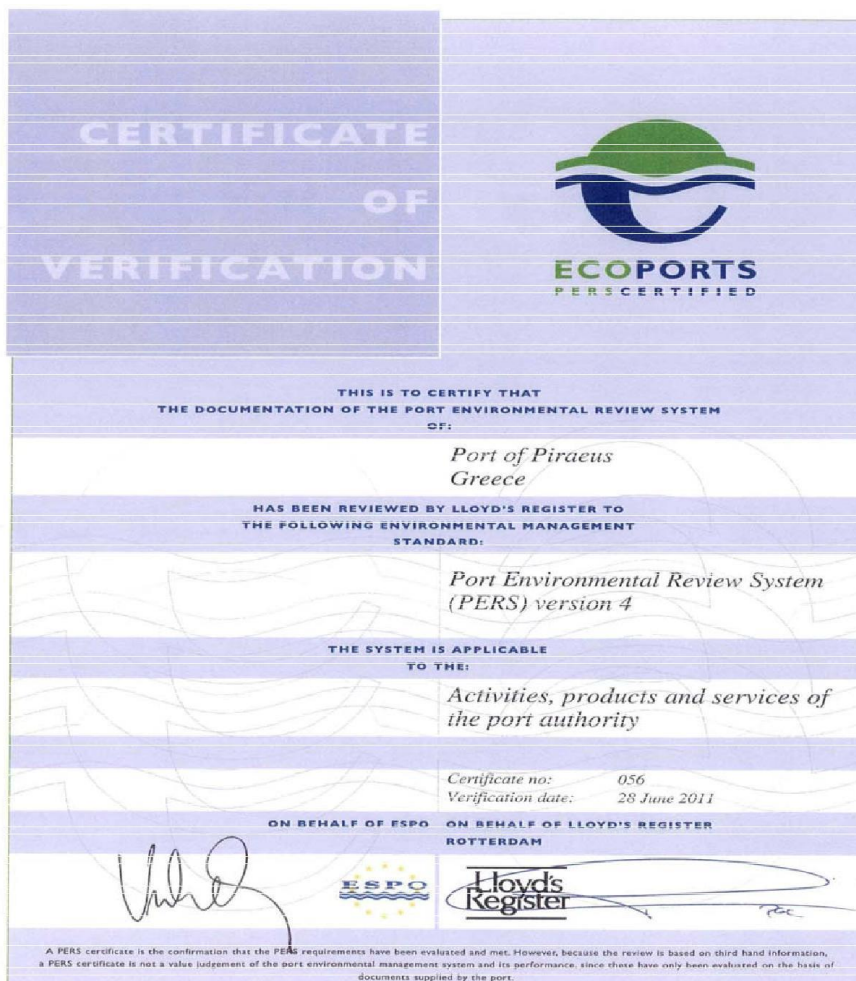 CERTIFICATE
OF
VERIFICATION
ECOPORTS
PERS CERTIFIED
THIS IS TO CERTIFY THAT
THE DOCUMENTATION OF THE PORT ENVIRONMENTAL REVIEW SYSTEM
OF:
Port of Piraeus
Greece
HAS BEEN REVIEWED BY LLOYD'S REGISTER TO
THE FOLLOWING ENVIRONMENTAL MANAGEMENT
STANDARD:
Port Environmental Review System
(PERS) version 4
THE SYSTEM IS APPLICABLE
TO THE:
Activities, products and services of
the port authority
Certificate no: 056
Verification date: 28 June 2011
ON BEHALF OF ESPO ON BEHALF OF LLOYD'S REGISTER
ROTTERDAM
ESPO
Lloyd's
Register
A PERS certificate is the confirmation that the PERS requirements have been evaluated and met. However, because the review is based on third hand information,
a PERS certificate is not a value judgement of the port environmental management system and its performance, since these have only been evaluated on the basis of
documents supplied by the port.